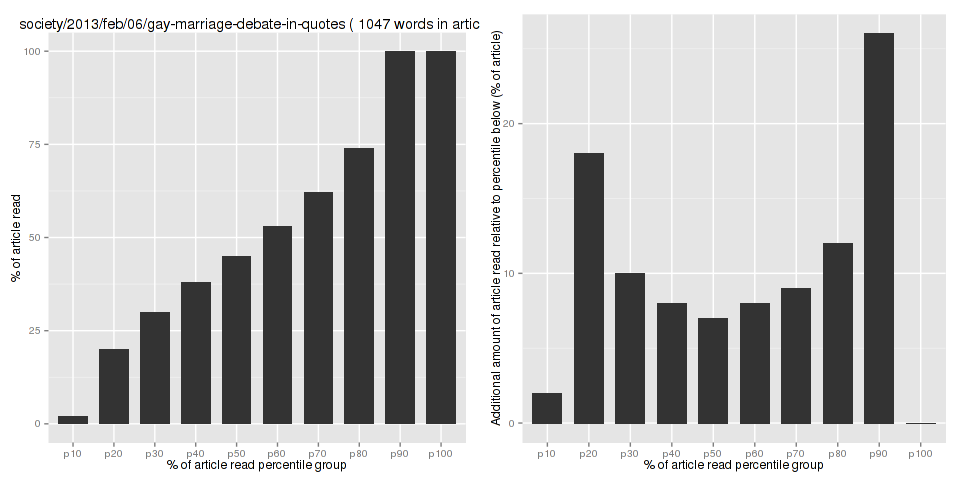 society/2013/feb/06/gay-marriage-debate-in-quotes ( 1047 words in artic
% of article read
100
75
50
25
0
p10 p20 p30 p40 p50 p60 p70 p80 p90 p100
% of article read percentile group
Additional amount of article read relative to percentile below (% of article)
20
10
0
p10 p20 p30 p40 p50 p60 p70 p80 p90 p100
% of article read percentile group